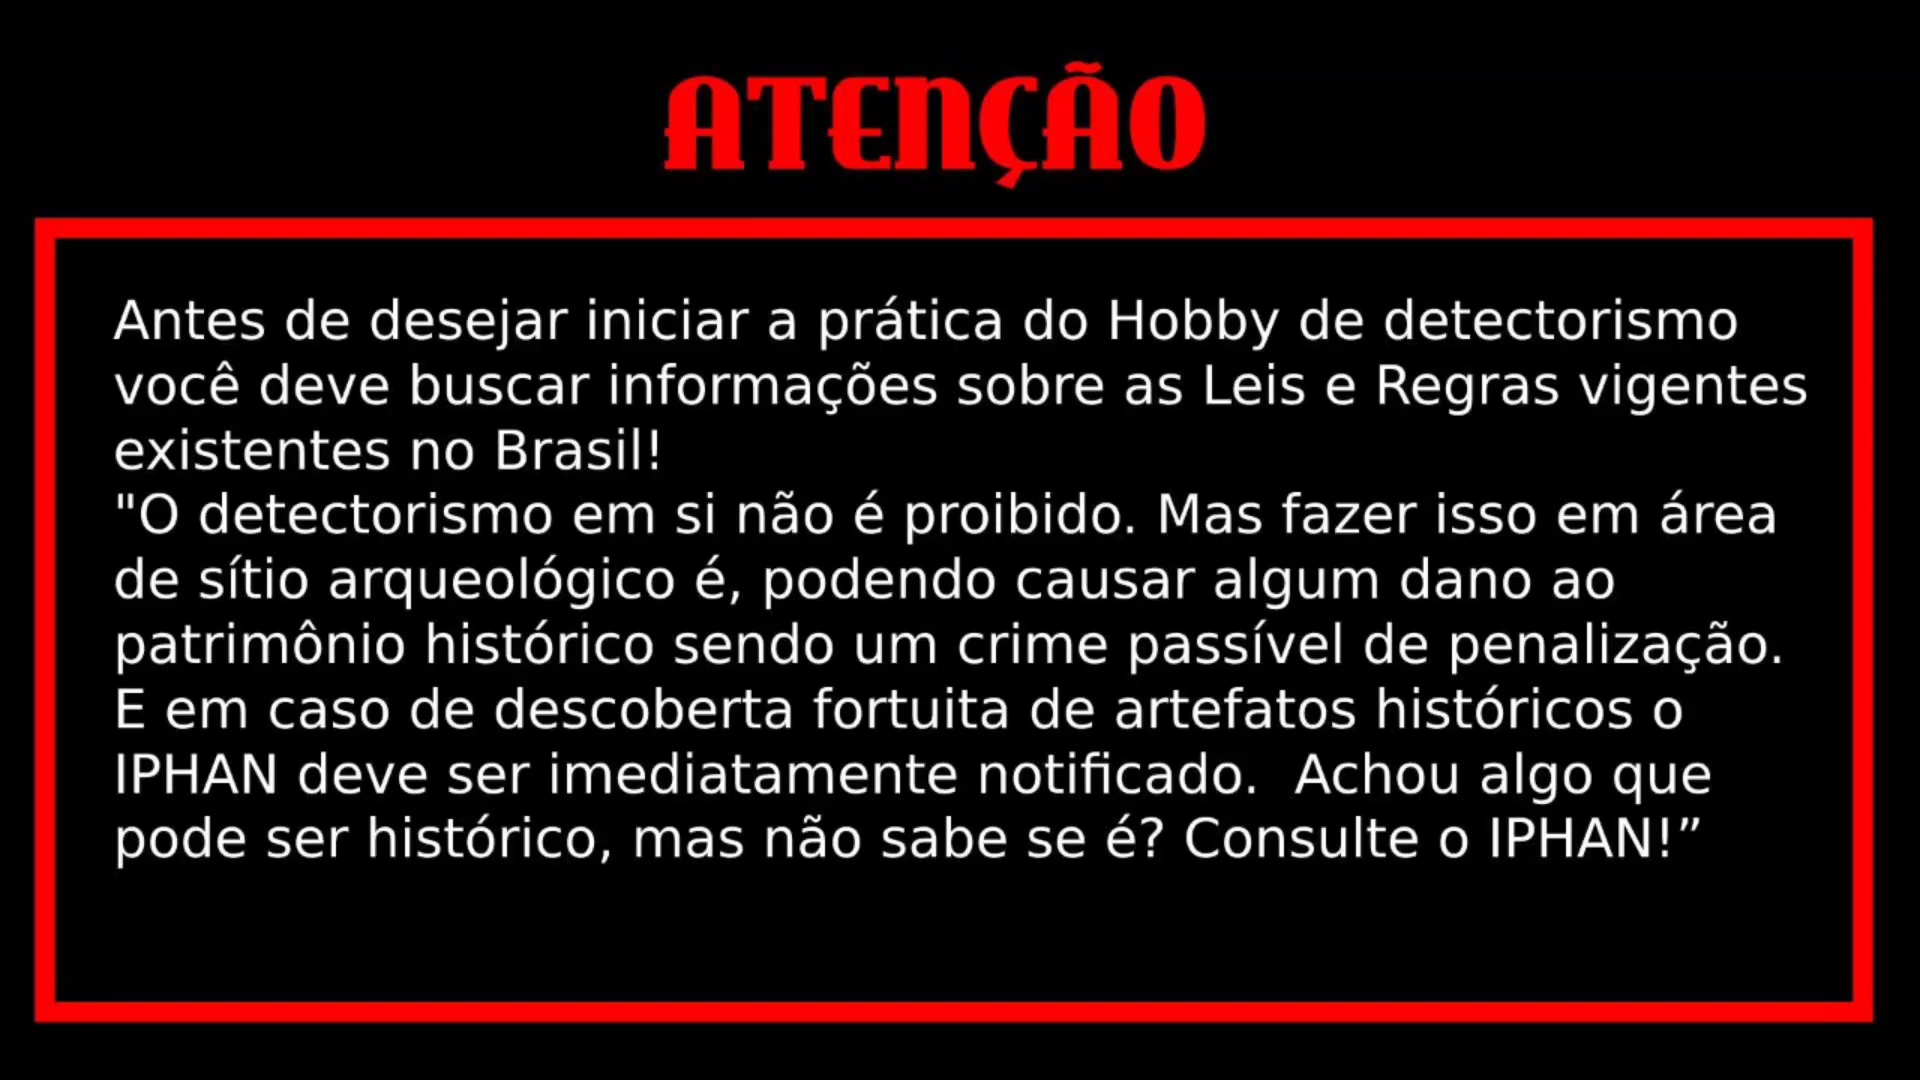 ATENÇÃO
Antes de desejar iniciar a prática do Hobby de detectorismo
você deve buscar informações sobre as Leis e Regras vigentes
existentes no Brasil!
"O detectorismo em si não é proibido. Mas fazer isso em área
de sítio arqueológico é, podendo causar algum dano ao
patrimônio histórico sendo um crime passível de penalização.
E em caso de descoberta fortuita de artefatos históricos o
IPHAN deve ser imediatamente notificado.  Achou algo que
pode ser histórico, mas não sabe se é? Consulte o IPHAN!”